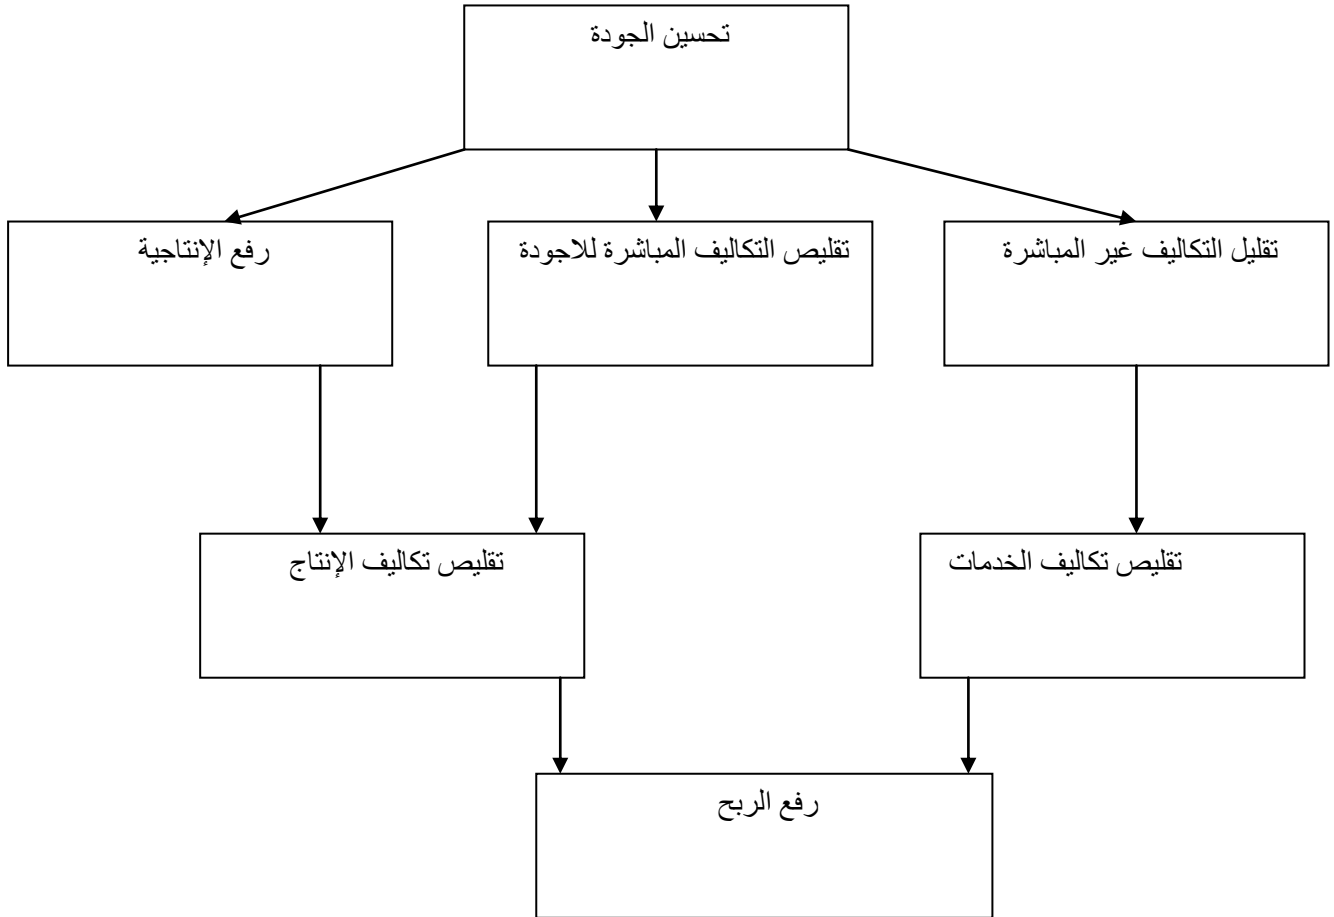 تحسين الجودة
تقليل التكاليف غير المباشرة
تقليص التكاليف المباشرة للاجودة
رفع الإنتاجية
تقليص تكاليف الخدمات
تقليص تكاليف الإنتاج
رفع الربح